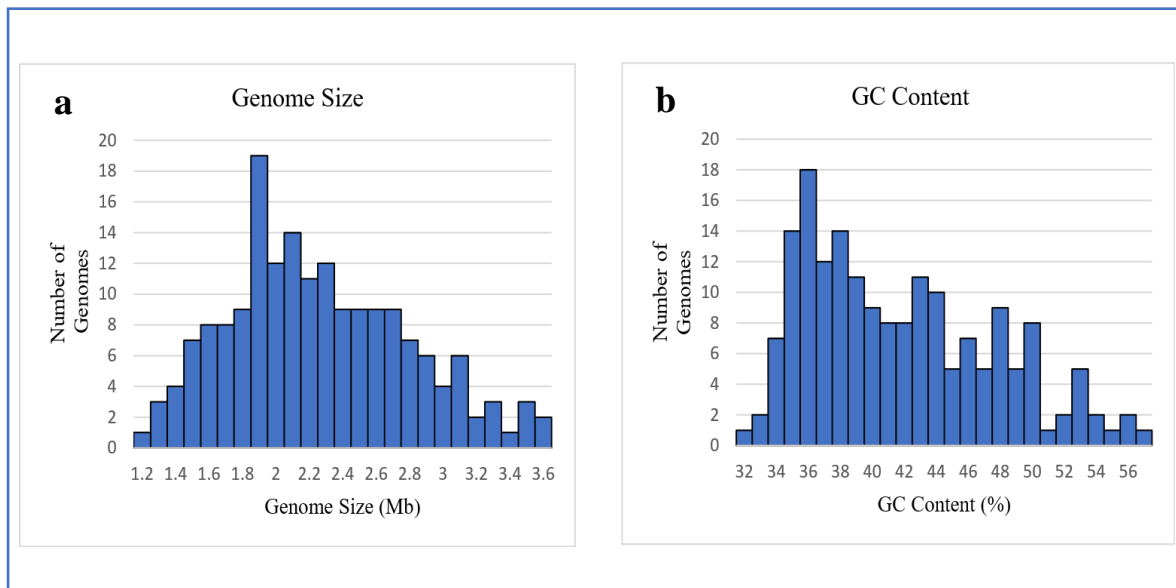 a
Genome Size
20
18
16
14
12
10
8
6
4
2
0
Number of
Genomes
1.2 1.4 1.6 1.8 2 2.2 2.4 2.6 2.8 3 3.2 3.4 3.6
Genome Size (Mb)
b
GC Content
20
18
16
14
12
10
8
6
4
2
0
Number of
Genomes
32 34 36 38 40 42 44 46 48 50 52 54 56
GC Content (%)